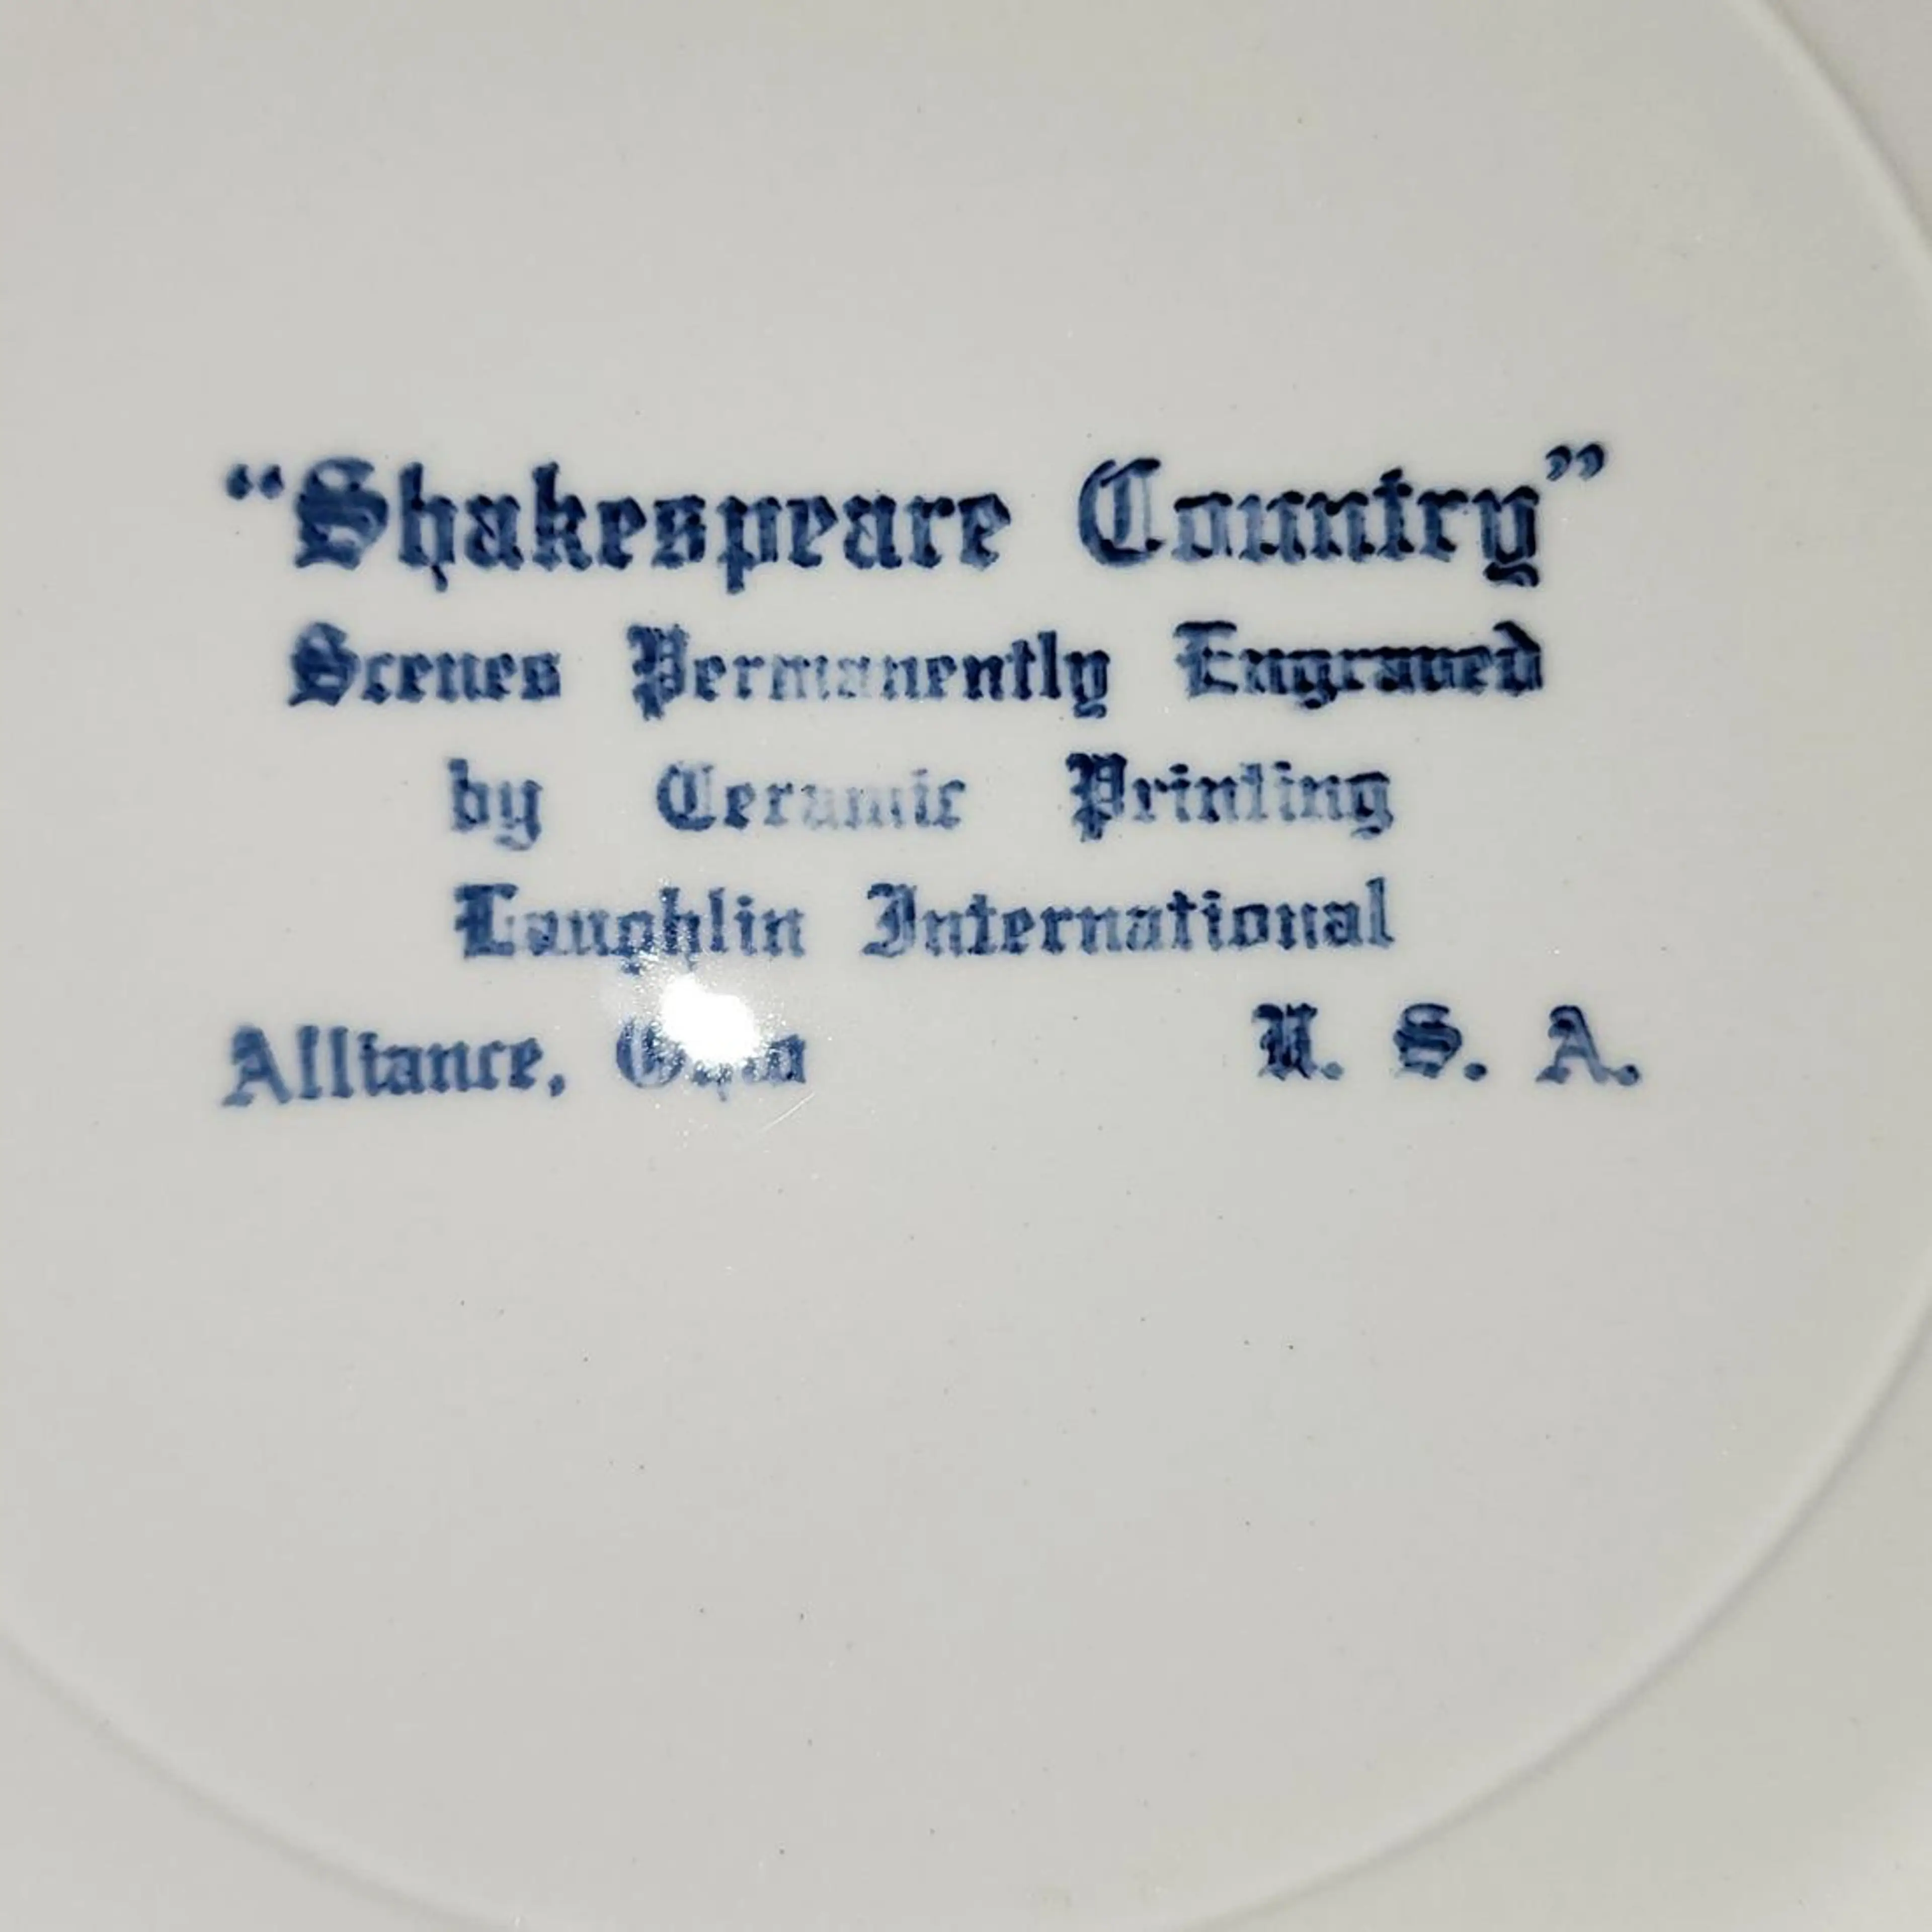 “Shakespeare Country”
Scenes Permanently Engraved
by Ceramic Printing
Laughlin International
Alliance, U. S. A.